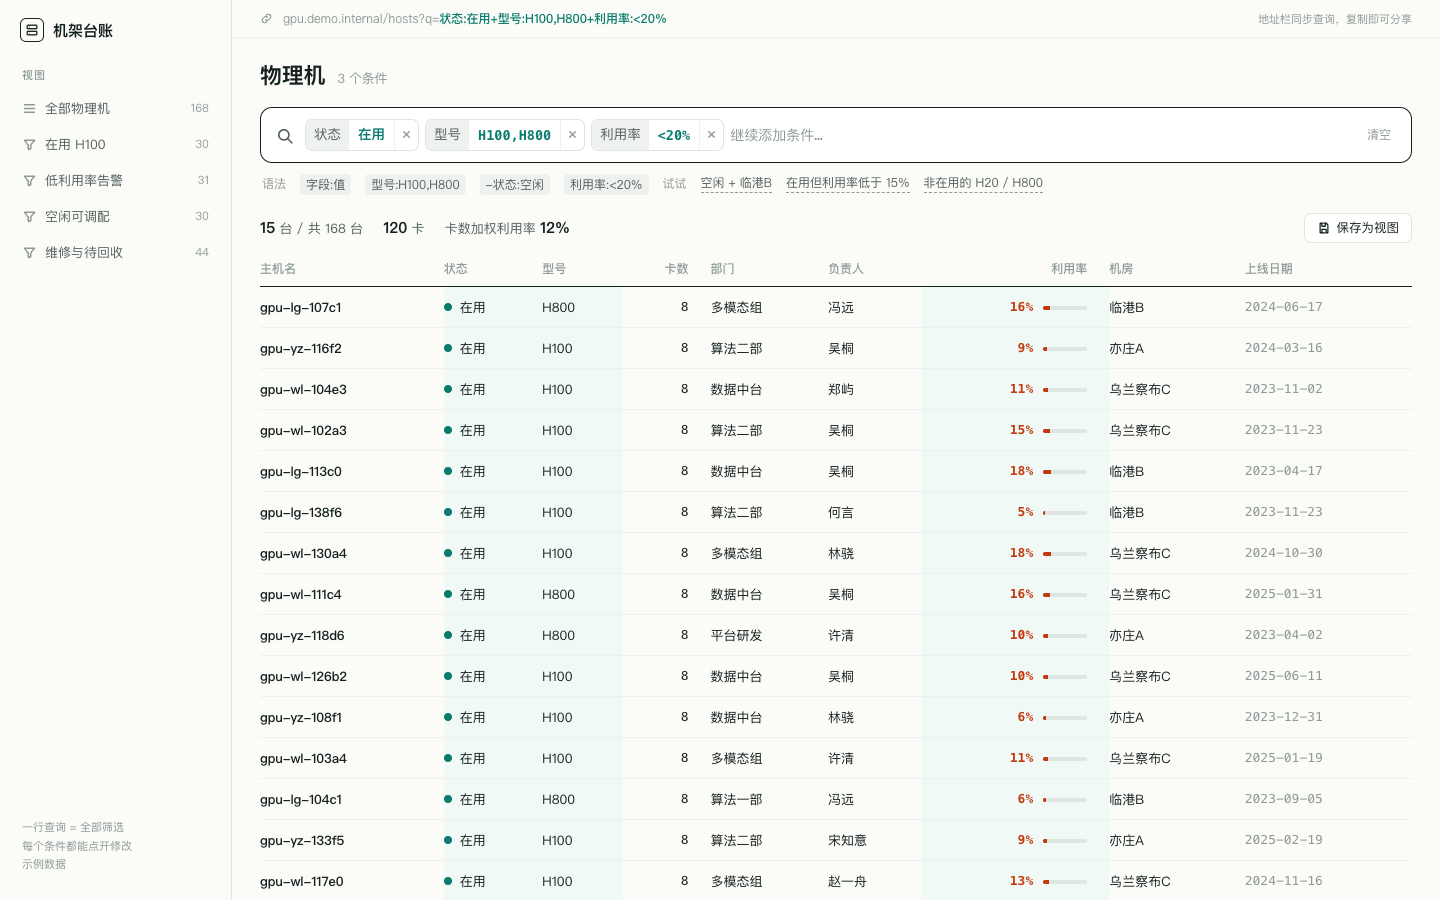 机架台账
视图
全部物理机 168
在用 H100 30
低利用率告警 31
空闲可调配 30
维修与待回收 44
一行查询 = 全部筛选
每个条件都能点开修改
示例数据
gpu.demo.internal/hosts?q=状态:在用+型号:H100,H800+利用率:<20% 地址栏同步查询，复制即可分享
物理机 3 个条件
状态 在用 × 型号 H100,H800 × 利用率 <20% × 继续添加条件… 清空
语法 字段:值 型号:H100,H800 -状态:空闲 利用率:<20% 试试 空闲 + 临港B 在用但利用率低于 15% 非在用的 H20 / H800
15 台 / 共 168 台 120 卡 卡数加权利用率 12% 保存为视图
主机名 状态 型号 卡数 部门 负责人 利用率 机房 上线日期
gpu-lg-107c1 在用 H800 8 多模态组 冯远 16% 临港B 2024-06-17
gpu-yz-116f2 在用 H100 8 算法二部 吴桐 9% 亦庄A 2024-03-16
gpu-wl-104e3 在用 H100 8 数据中台 郑屿 11% 乌兰察布C 2023-11-02
gpu-wl-102a3 在用 H100 8 算法二部 吴桐 15% 乌兰察布C 2023-11-23
gpu-lg-113c0 在用 H100 8 数据中台 吴桐 18% 临港B 2023-04-17
gpu-lg-138f6 在用 H100 8 算法二部 何言 5% 临港B 2023-11-23
gpu-wl-130a4 在用 H100 8 多模态组 林骁 18% 乌兰察布C 2024-10-30
gpu-wl-111c4 在用 H800 8 数据中台 吴桐 16% 乌兰察布C 2025-01-31
gpu-yz-118d6 在用 H800 8 平台研发 许清 10% 亦庄A 2023-04-02
gpu-wl-126b2 在用 H100 8 数据中台 吴桐 10% 乌兰察布C 2025-06-11
gpu-yz-108f1 在用 H100 8 数据中台 林骁 6% 亦庄A 2023-12-31
gpu-wl-103a4 在用 H100 8 多模态组 许清 11% 乌兰察布C 2025-01-19
gpu-lg-104c1 在用 H800 8 算法一部 冯远 6% 临港B 2023-09-05
gpu-yz-133f5 在用 H100 8 算法二部 宋知意 9% 亦庄A 2025-02-19
gpu-wl-117e0 在用 H100 8 多模态组 赵一舟 13% 乌兰察布C 2024-11-16